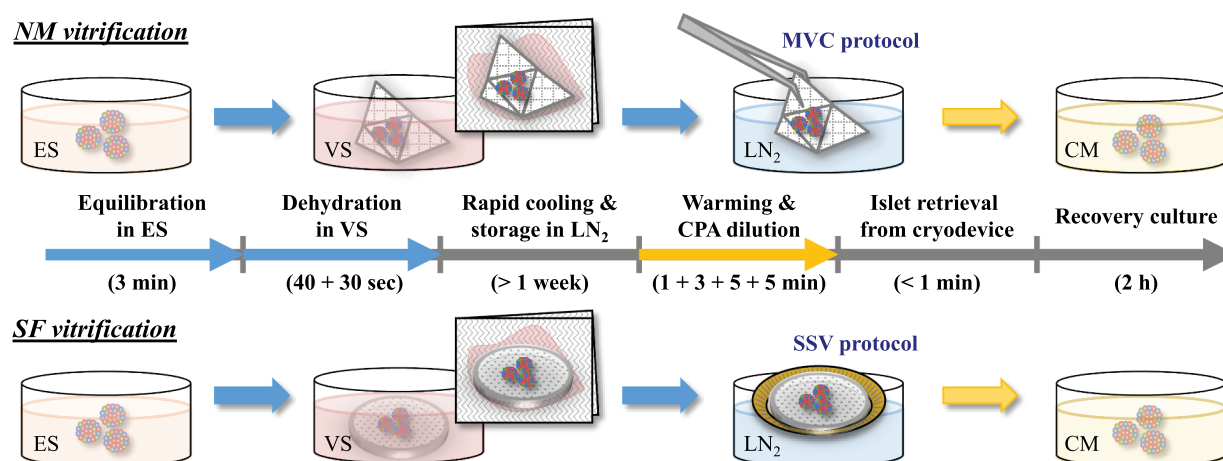 NM vitrification
MVC protocol
ES
VS
LN₂
CM
Equilibration
in ES
Dehydration
in VS
Rapid cooling &
storage in LN₂
Warming &
CPA dilution
Islet retrieval
from cryodevice
Recovery culture
(3 min)
(40 + 30 sec)
(> 1 week)
(1 + 3 + 5 + 5 min)
(< 1 min)
(2 h)
SF vitrification
SSV protocol
ES
VS
LN₂
CM